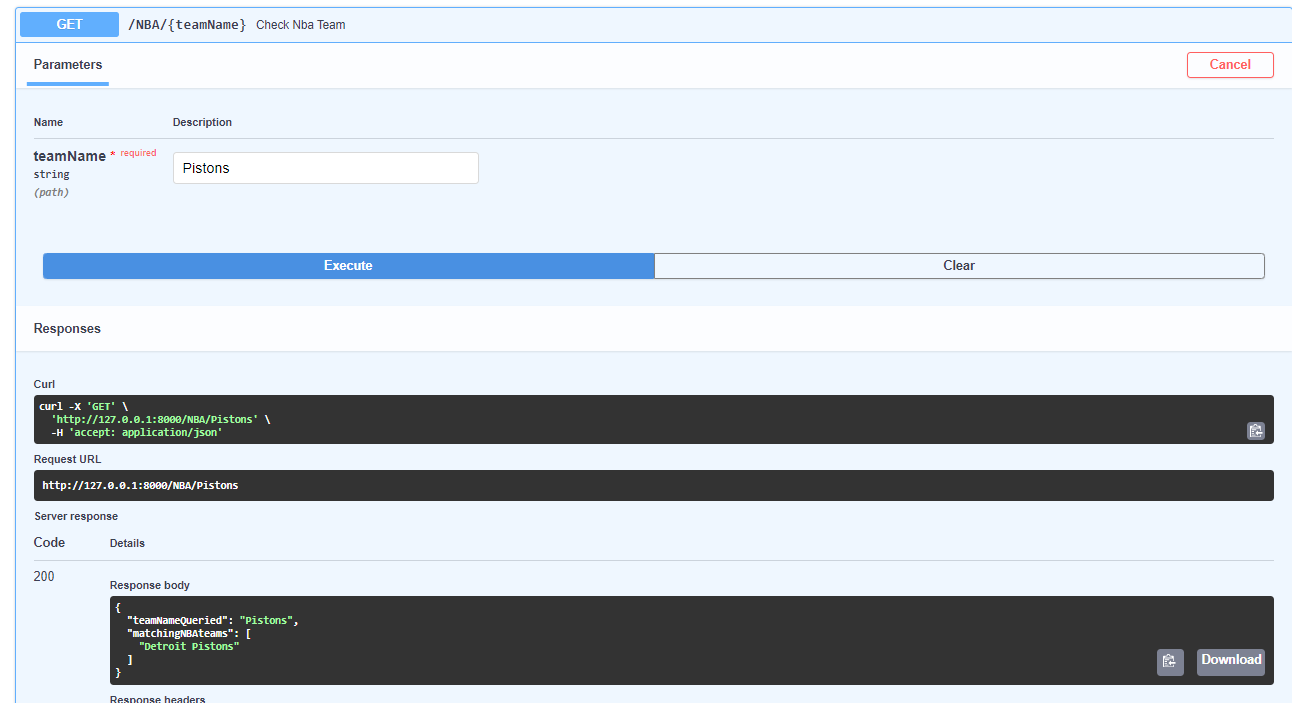 GET /NBA/{teamName} Check Nba Team
Parameters Cancel
Name Description
teamName * required
string
(path)
Pistons
Execute Clear
Responses
Curl
curl -X 'GET' \
'http://127.0.0.1:8000/NBA/Pistons' \
-H 'accept: application/json'
Request URL
http://127.0.0.1:8000/NBA/Pistons
Server response
Code Details
200
Response body
{
"teamNameQueried": "Pistons",
"matchingNBAteams": [
"Detroit Pistons"
]
}
Download
Response headers